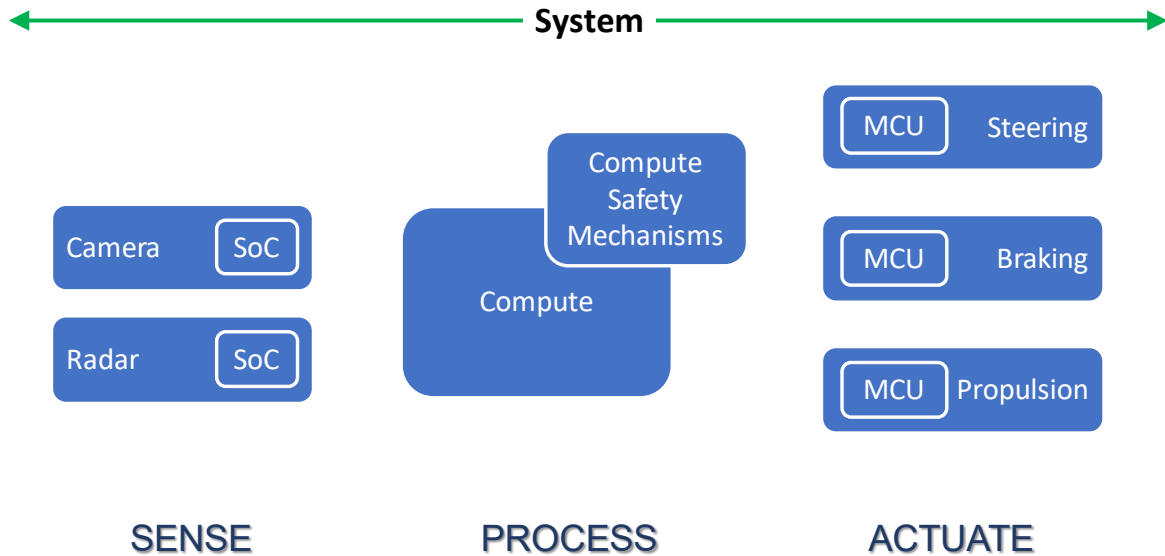 System
Camera
SoC
Radar
SoC
Compute
Safety
Mechanisms
Compute
MCU
Steering
MCU
Braking
MCU
Propulsion
SENSE
PROCESS
ACTUATE